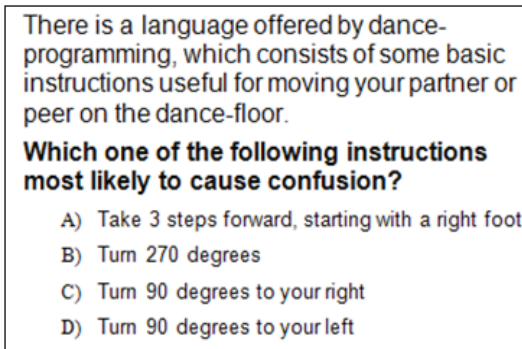 There is a language offered by dance-
programming, which consists of some basic
instructions useful for moving your partner or
peer on the dance-floor.
Which one of the following instructions
most likely to cause confusion?
A) Take 3 steps forward, starting with a right foot
B) Turn 270 degrees
C) Turn 90 degrees to your right
D) Turn 90 degrees to your left